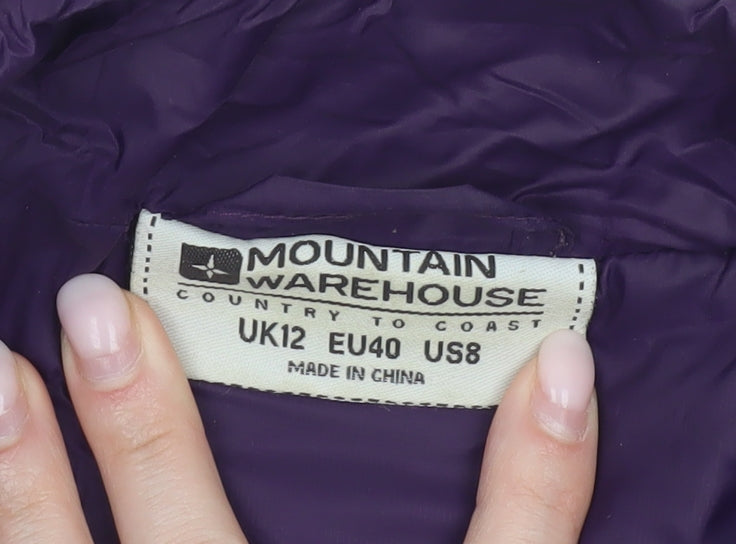 MOUNTAIN
WAREHOUSE
COUNTRY TO COAST
UK12 EU40 US8
MADE IN CHINA